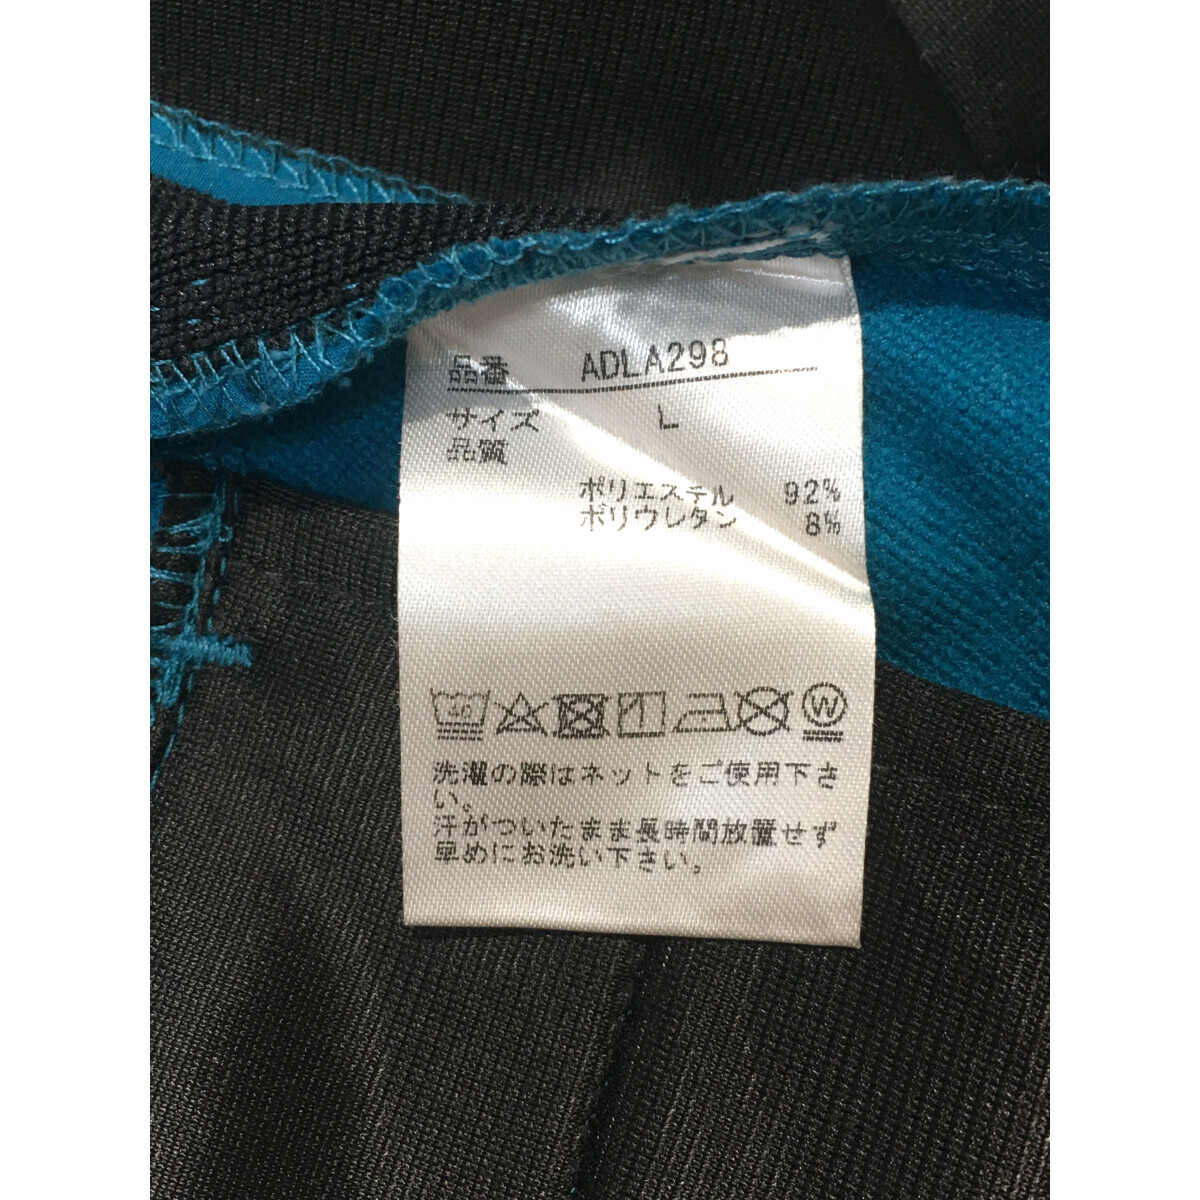 品番 ADLA298
サイズ L
品質
ポリエステル 92%
ポリウレタン 8%
40 W
洗濯の際はネットをご使用下さ
い。
汗がついたまま長時間放置せず
早めにお洗い下さい。